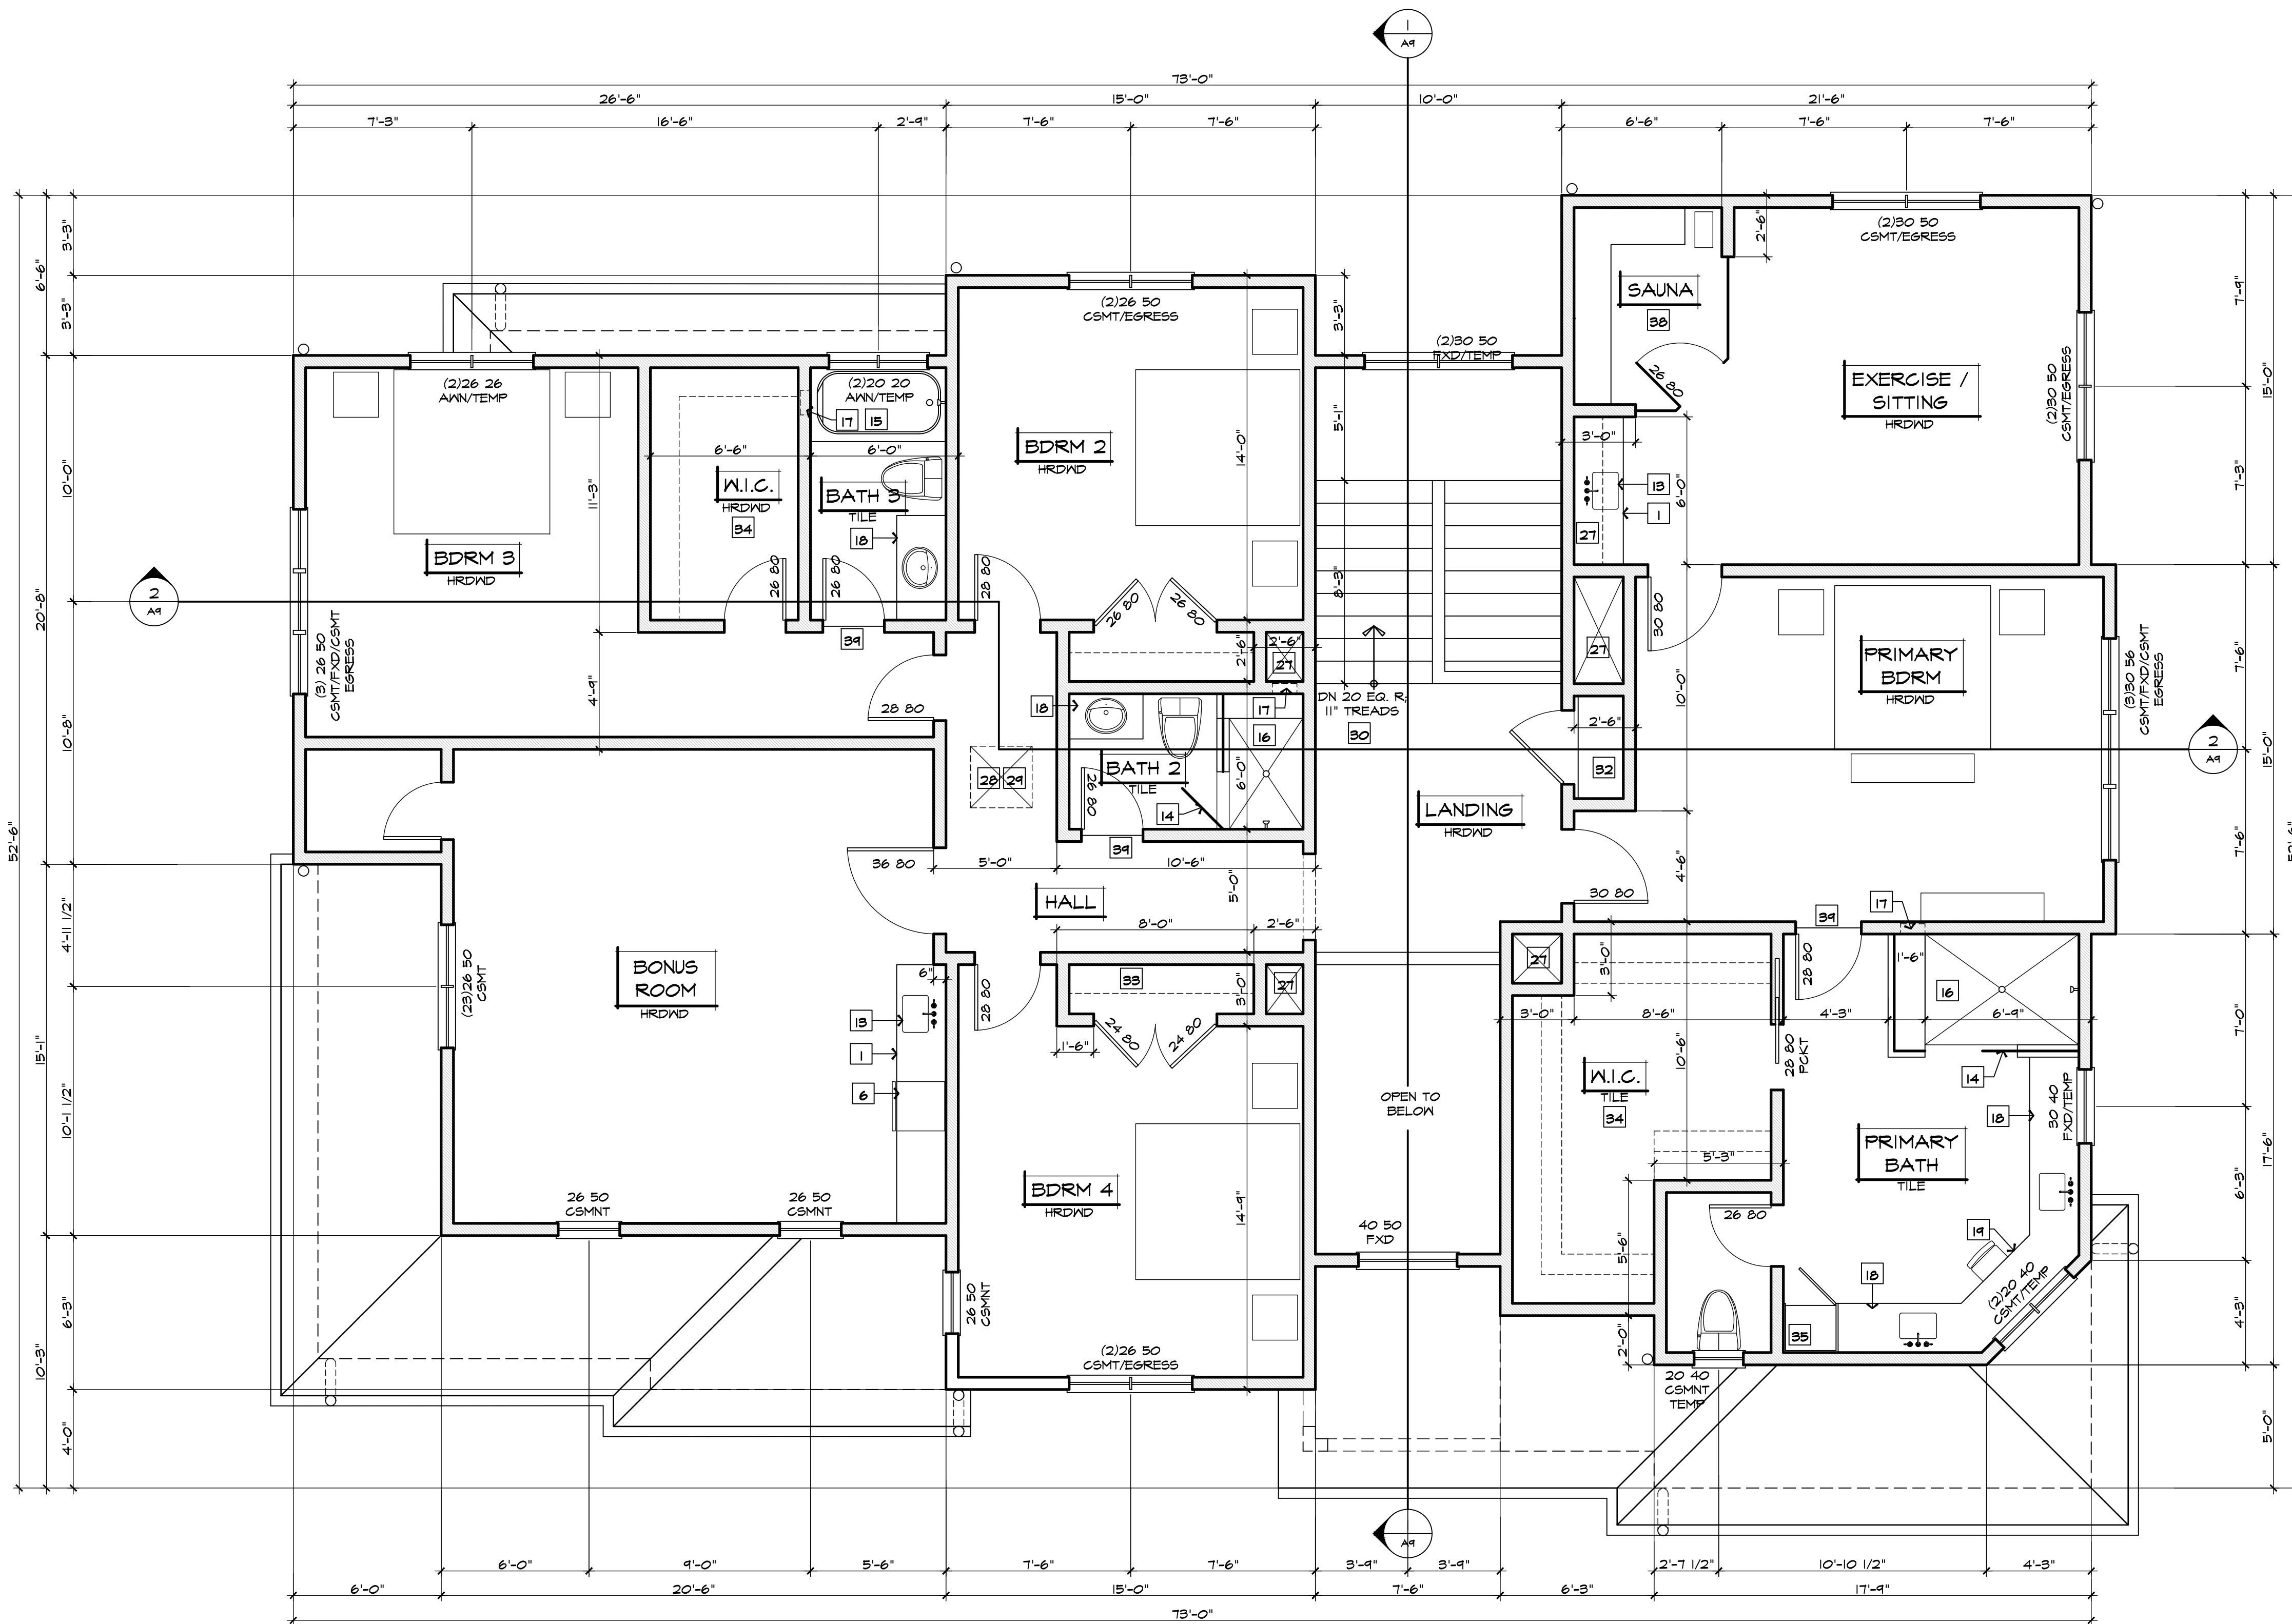 1
A9
73'-0"
26'-6"
15'-0"
10'-0"
21'-6"
7'-3"
16'-6"
2'-9"
7'-6"
7'-6"
6'-6"
7'-6"
7'-6"
52'-6"
6'-6"
20'-8"
15'-1"
10'-3"
3'-3"
3'-3"
10'-0"
10'-8"
4'-11 1/2"
10'-1 1/2"
6'-3"
4'-0"
2
A9
(2)26 26
AWN/TEMP
BDRM 3
HRDWD
(3) 26 50
CSMT/FXD/CSMT
EGRESS
11'-3"
4'-9"
6'-6"
W.I.C.
HRDWD
34
26 80
(2)20 20
AWN/TEMP
17
15
6'-0"
BATH 3
TILE
18
26 80
39
28 80
(2)26 50
CSMT/EGRESS
BDRM 2
HRDWD
14'-0"
28 80
26 80
26 80
2'-6"
2'-6"
27
3'-3"
5'-1"
8'-3"
(2)30 50
FXD/TEMP
DN 20 EQ. R;
11" TREADS
30
18
17
16
BATH 2
TILE
6'-0"
14
26 80
39
28
29
36 80
5'-0"
10'-6"
HALL
5'-0"
8'-0"
2'-6"
LANDING
HRDWD
SAUNA
38
2'-6"
26 80
(2)30 50
CSMT/EGRESS
EXERCISE /
SITTING
HRDWD
(2)30 50
CSMT/EGRESS
3'-0"
13
1
27
6'-0"
27
30 80
10'-0"
2'-6"
32
PRIMARY
BDRM
HRDWD
(3)30 56
CSMT/FXD/CSMT
EGRESS
30 80
4'-6"
2
A9
BONUS
ROOM
HRDWD
(23)26 50
CSMT
6"
13
1
6
26 50
CSMNT
26 50
CSMNT
28 80
33
3'-0"
27
24 80
24 80
1'-6"
BDRM 4
HRDWD
14'-9"
26 50
CSMNT
(2)26 50
CSMT/EGRESS
OPEN TO
BELOW
40 50
FXD
27
3'-0"
3'-0"
8'-6"
10'-6"
W.I.C.
TILE
34
28 80
PCKT
39
28 80
17
1'-6"
16
4'-3"
6'-9"
14
18
30 40
FXD/TEMP
PRIMARY
BATH
TILE
5'-3"
5'-6"
2'-0"
26 80
19
18
35
(2)20 40
CSMT/TEMP
20 40
CSMNT
TEMP
7'-9"
7'-3"
7'-6"
7'-6"
7'-0"
6'-3"
4'-3"
15'-0"
15'-0"
17'-6"
5'-0"
1
A9
6'-0"
9'-0"
5'-6"
7'-6"
7'-6"
3'-9"
3'-9"
2'-7 1/2"
10'-10 1/2"
4'-3"
6'-0"
20'-6"
15'-0"
7'-6"
6'-3"
17'-9"
73'-0"